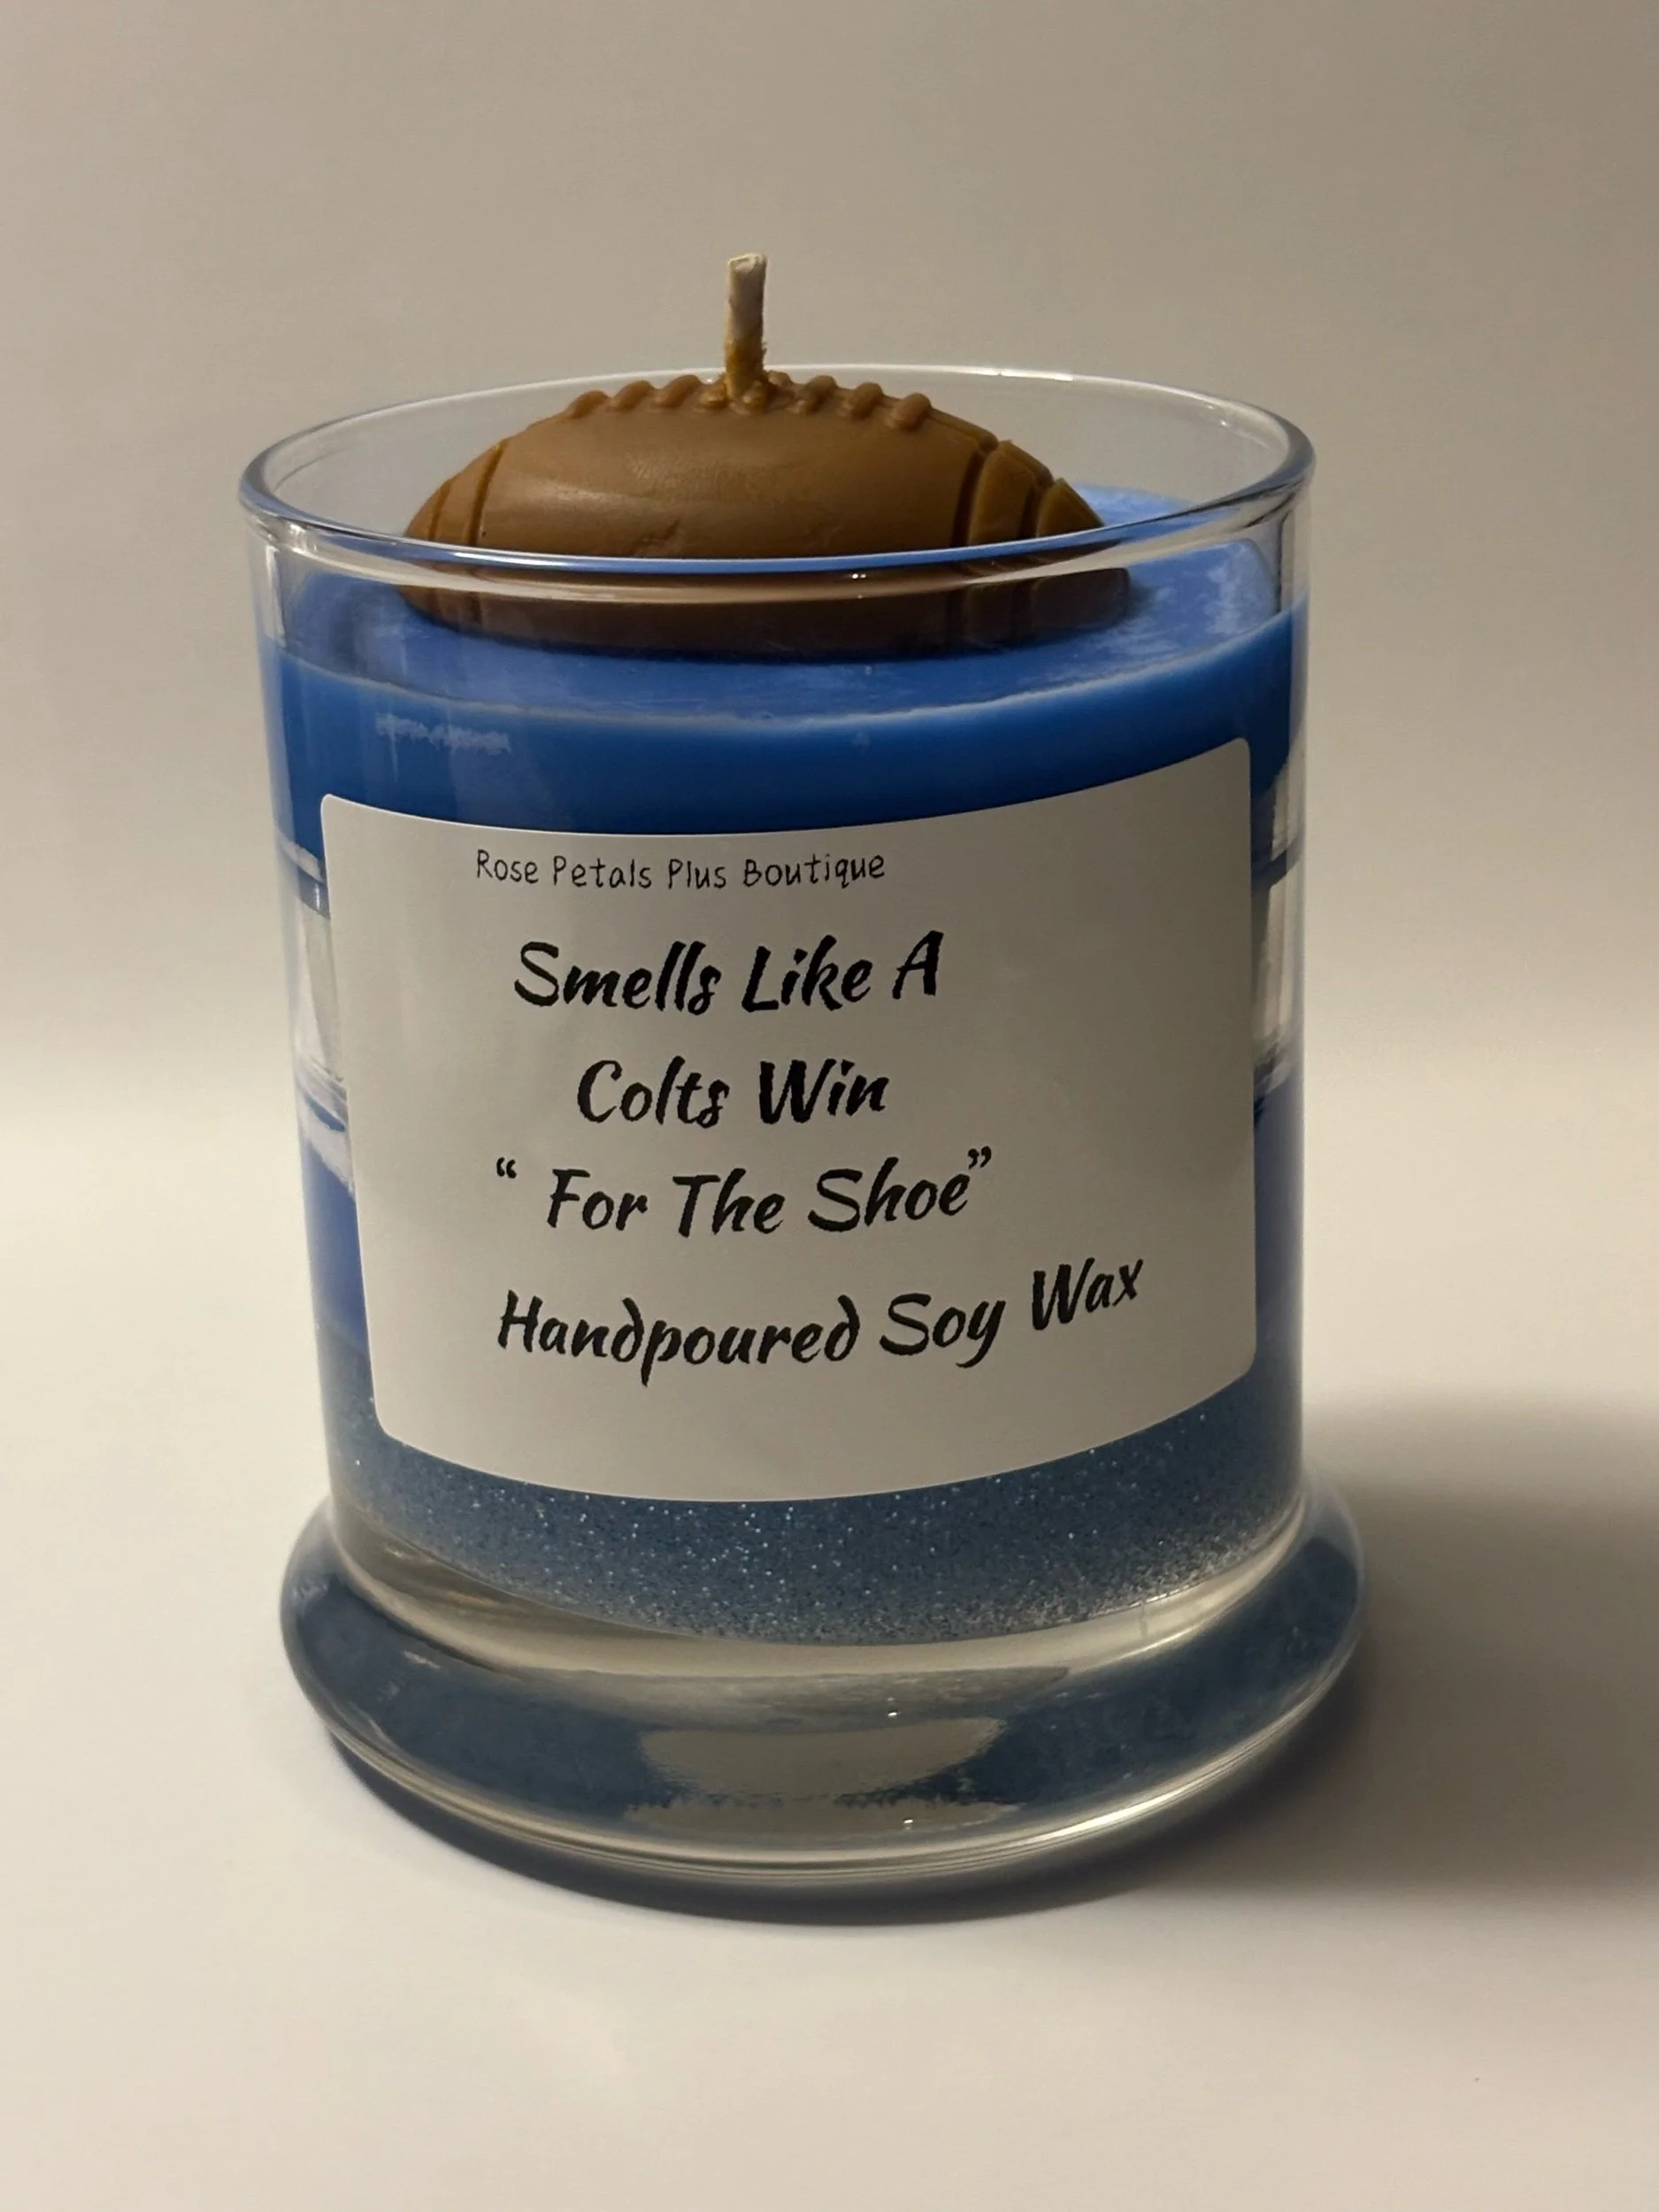 Rose Petals Plus Boutique
Smells Like A
Colts Win
“ For The Shoe”
Handpoured Soy Wax